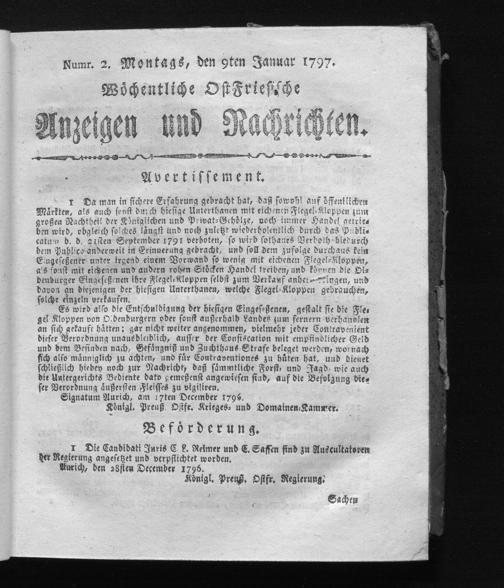 Numr. 2. Montags, den 9ten Januar 1797.
Wöchentliche OstFriesische
Anzeigen und Nachrichten.
Avertissement.
1 Da man in sichere Erfahrung gebracht hat, daß sowohl auf öffentlichen
Märkten, als auch sonst durch hiesige Unterthanen mit eichenen Flegel-Kloppen zum
großen Nachtheil der Königlichen und Privat-Gehölze, noch immer Handel getrie-
ben wird, obgleich solches längst und noch zuletzt wiederholentlich durch das Publi-
catum d. d. 21sten September 1791 verboten, so wird sothanes Verboth hiedurch
dem Publico anderweit in Erinnerung gebracht, und soll dem zufolge durchaus kein
Eingesessener unter irgend einem Vorwand so wenig mit eichenen Flegel-Kloppen,
als sonst mit eichenen und andern rohen Stöcken Handel treiben, und können die Ol-
denburger Eingesessenen ihre Flegel-Kloppen selbst zum Verkauf und
davon an diejenigen der hiesigen Unterthanen, welche Flegel-Kloppen gebrauchen,
solche einzeln verkaufen.
Es wird also die Entschuldigung der hiesigen Eingesessenen, gestalt sie die Fle-
gel Kloppen von Oldenburgern oder sonst ausserhalb Landes zum fernern verhandlen
an sich gekauft hätten: gar nicht weiter angenommen, vielmehr jeder Contravenient
dieser Verordnung unausbleiblich, ausser der Confiscation mit empfindlicher Geld
und dem Befinden nach, Gefängniß und Zuchthaus Strafe beleget werden, wornach
sich also männiglich zu achten, und für Contraventiones zu hüten hat, und dienet
schließlich hieben noch zur Nachricht, daß sämmtliche Forst- und Jagd- wie auch
die Untergerichts Bediente dato gemessenst angewiesen sind, auf die Befolgung die-
ser Verordnung äussersten Fleisses zu vigiliren.
Signatum Aurich, am 17ten December 1796.
Königl. Preuß. Ostfr. Krieges- und Domainen-Kammer.
Beförderung.
1 Die Candidati Juris C L. Reimer und E. Sassen sind zu Auscultatoren
der Regierung angesetzet und verpflichtet worden.
Aurich, den 28sten December 1796.
Königl. Preuß. Ostfr. Regierung.
Sachen